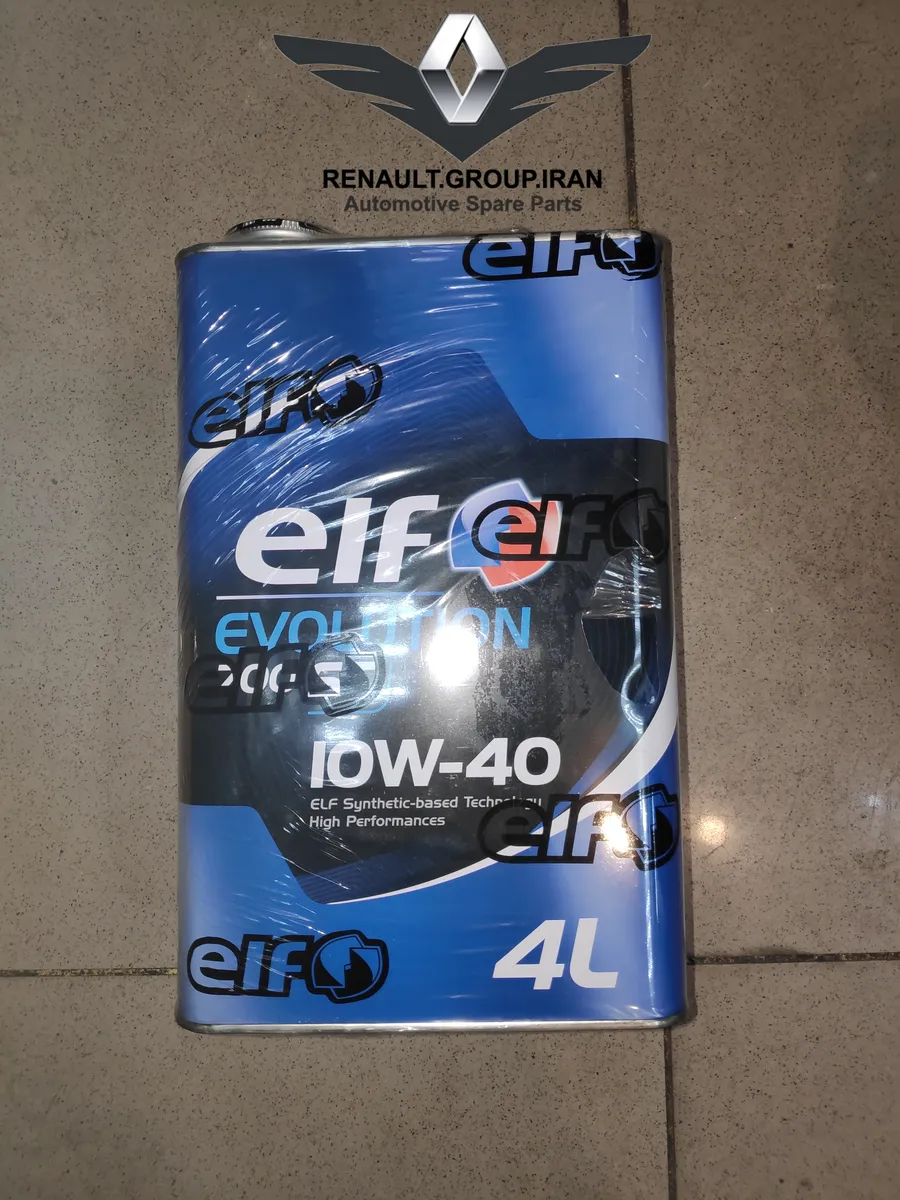 RENAULT.GROUP.IRAN
Automotive Spare Parts
elf
elf
elf
elf
EVOLUTION
elf
10W-40
ELF Synthetic-based Technology
High Performances
elf
4L
elf